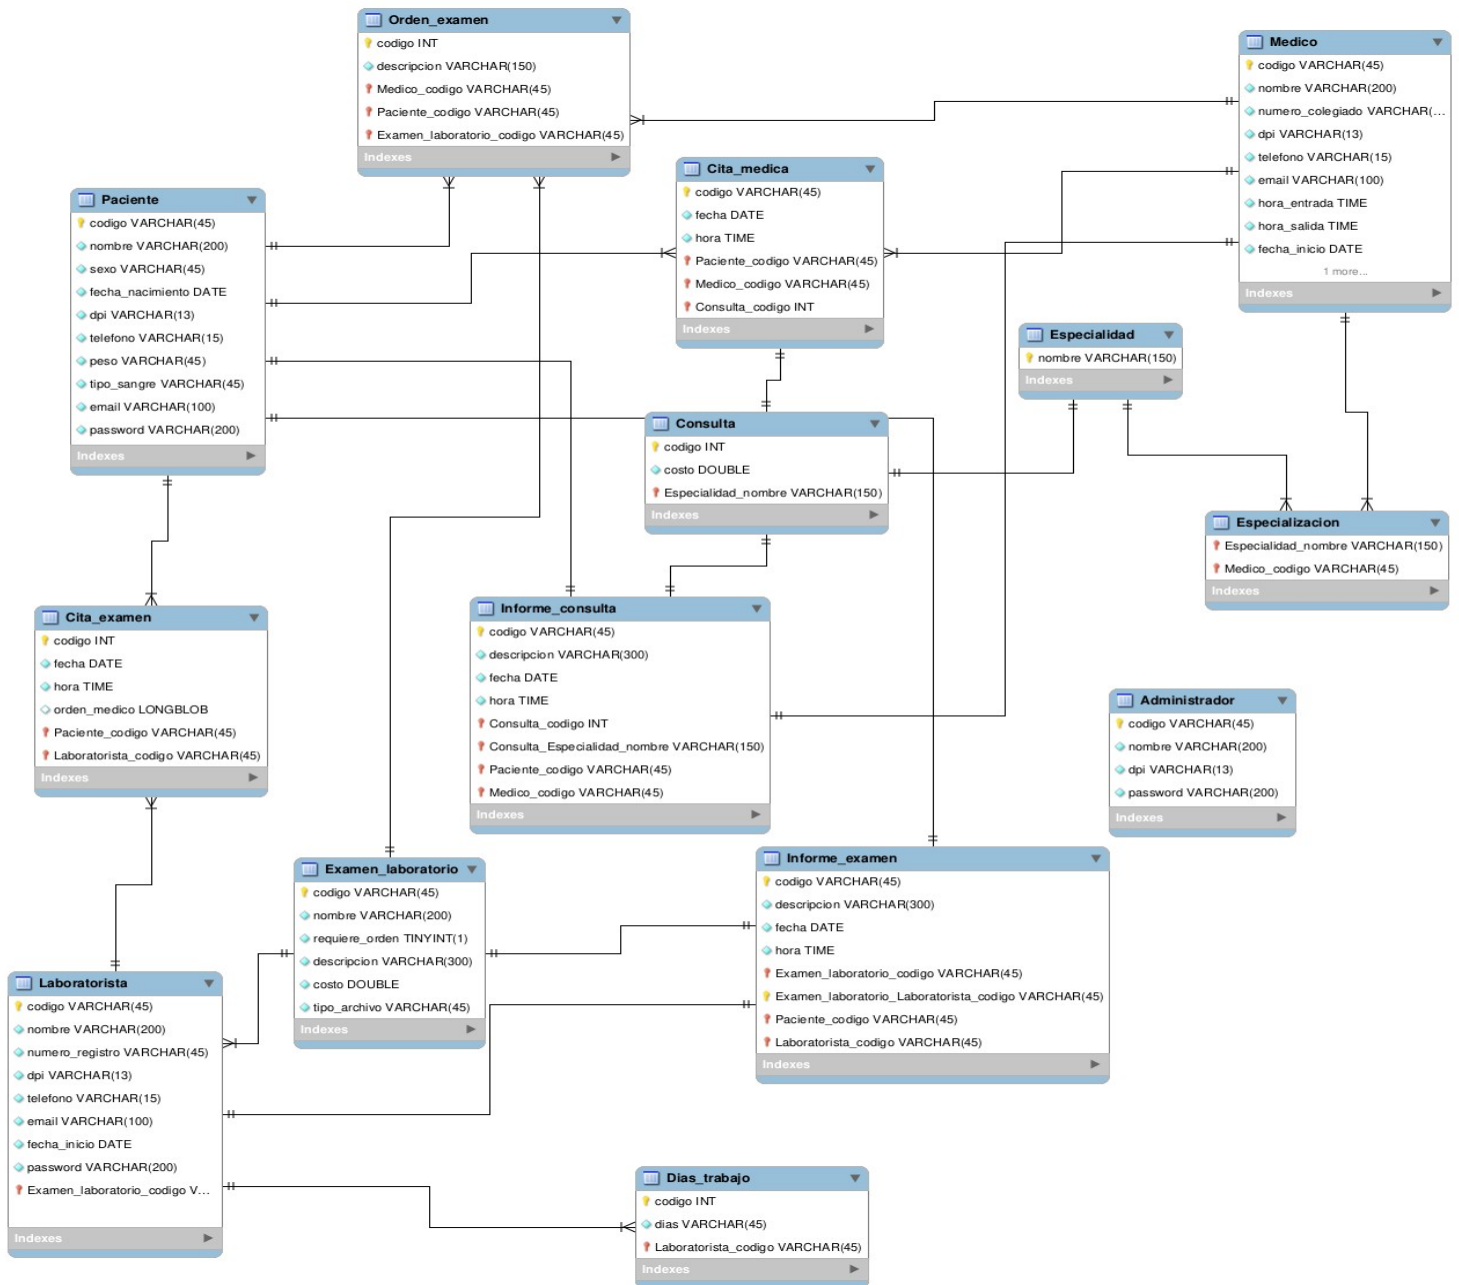 Orden_examen
codigo INT
descripcion VARCHAR(150)
Medico_codigo VARCHAR(45)
Paciente_codigo VARCHAR(45)
Examen_laboratorio_codigo VARCHAR(45)
Indexes
Medico
codigo VARCHAR(45)
nombre VARCHAR(200)
numero_colegiado VARCHAR(...
dpi VARCHAR(13)
telefono VARCHAR(15)
email VARCHAR(100)
hora_entrada TIME
hora_salida TIME
fecha_inicio DATE
1 more...
Indexes
Cita_medica
codigo VARCHAR(45)
fecha DATE
hora TIME
Paciente_codigo VARCHAR(45)
Medico_codigo VARCHAR(45)
Consulta_codigo INT
Indexes
Paciente
codigo VARCHAR(45)
nombre VARCHAR(200)
sexo VARCHAR(45)
fecha_nacimiento DATE
dpi VARCHAR(13)
telefono VARCHAR(15)
peso VARCHAR(45)
tipo_sangre VARCHAR(45)
email VARCHAR(100)
password VARCHAR(200)
Indexes
Especialidad
nombre VARCHAR(150)
Indexes
Consulta
codigo INT
costo DOUBLE
Especialidad_nombre VARCHAR(150)
Indexes
Especializacion
Especialidad_nombre VARCHAR(150)
Medico_codigo VARCHAR(45)
Indexes
Cita_examen
codigo INT
fecha DATE
hora TIME
orden_medico LONGBLOB
Paciente_codigo VARCHAR(45)
Laboratorista_codigo VARCHAR(45)
Indexes
Informe_consulta
codigo VARCHAR(45)
descripcion VARCHAR(300)
fecha DATE
hora TIME
Consulta_codigo INT
Consulta_Especialidad_nombre VARCHAR(150)
Paciente_codigo VARCHAR(45)
Medico_codigo VARCHAR(45)
Indexes
Administrador
codigo VARCHAR(45)
nombre VARCHAR(200)
dpi VARCHAR(13)
password VARCHAR(200)
Indexes
Examen_laboratorio
codigo VARCHAR(45)
nombre VARCHAR(200)
requiere_orden TINYINT(1)
descripcion VARCHAR(300)
costo DOUBLE
tipo_archivo VARCHAR(45)
Indexes
Informe_examen
codigo VARCHAR(45)
descripcion VARCHAR(300)
fecha DATE
hora TIME
Examen_laboratorio_codigo VARCHAR(45)
Examen_laboratorio_Laboratorista_codigo VARCHAR(45)
Paciente_codigo VARCHAR(45)
Laboratorista_codigo VARCHAR(45)
Indexes
Laboratorista
codigo VARCHAR(45)
nombre VARCHAR(200)
numero_registro VARCHAR(45)
dpi VARCHAR(13)
telefono VARCHAR(15)
email VARCHAR(100)
fecha_inicio DATE
password VARCHAR(200)
Examen_laboratorio_codigo V...
Indexes
Dias_trabajo
codigo INT
dias VARCHAR(45)
Laboratorista_codigo VARCHAR(45)
Indexes